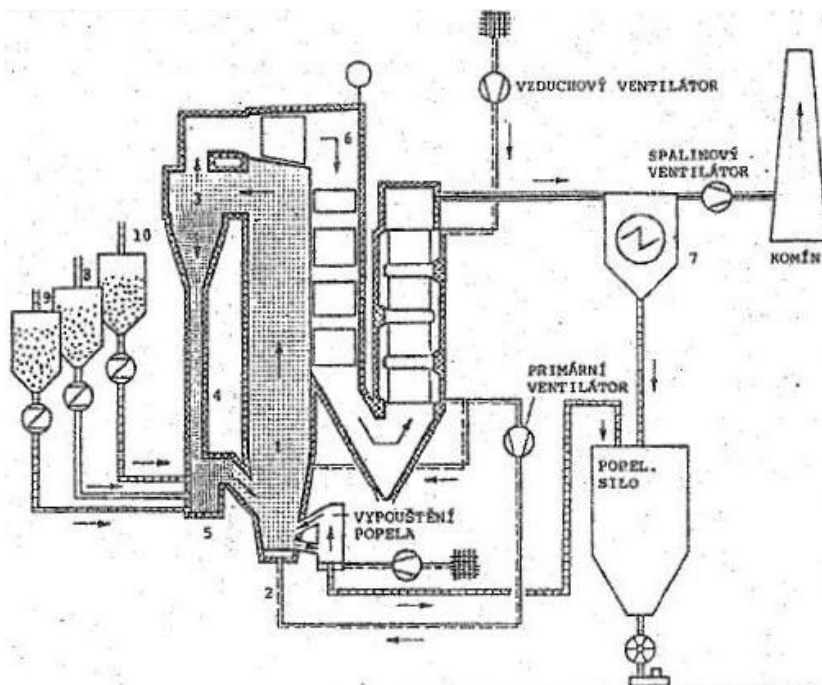 VZDUCHOVÝ VENTILÁTOR
SPALINOVÝ
VENTILÁTOR
6
3
10
8
9
7
KOMÍN
4
PRIMÁRNÍ
VENTILÁTOR
1
POPEL.
SILO
VYPOUŠTĚNÍ
POPELA
5
2